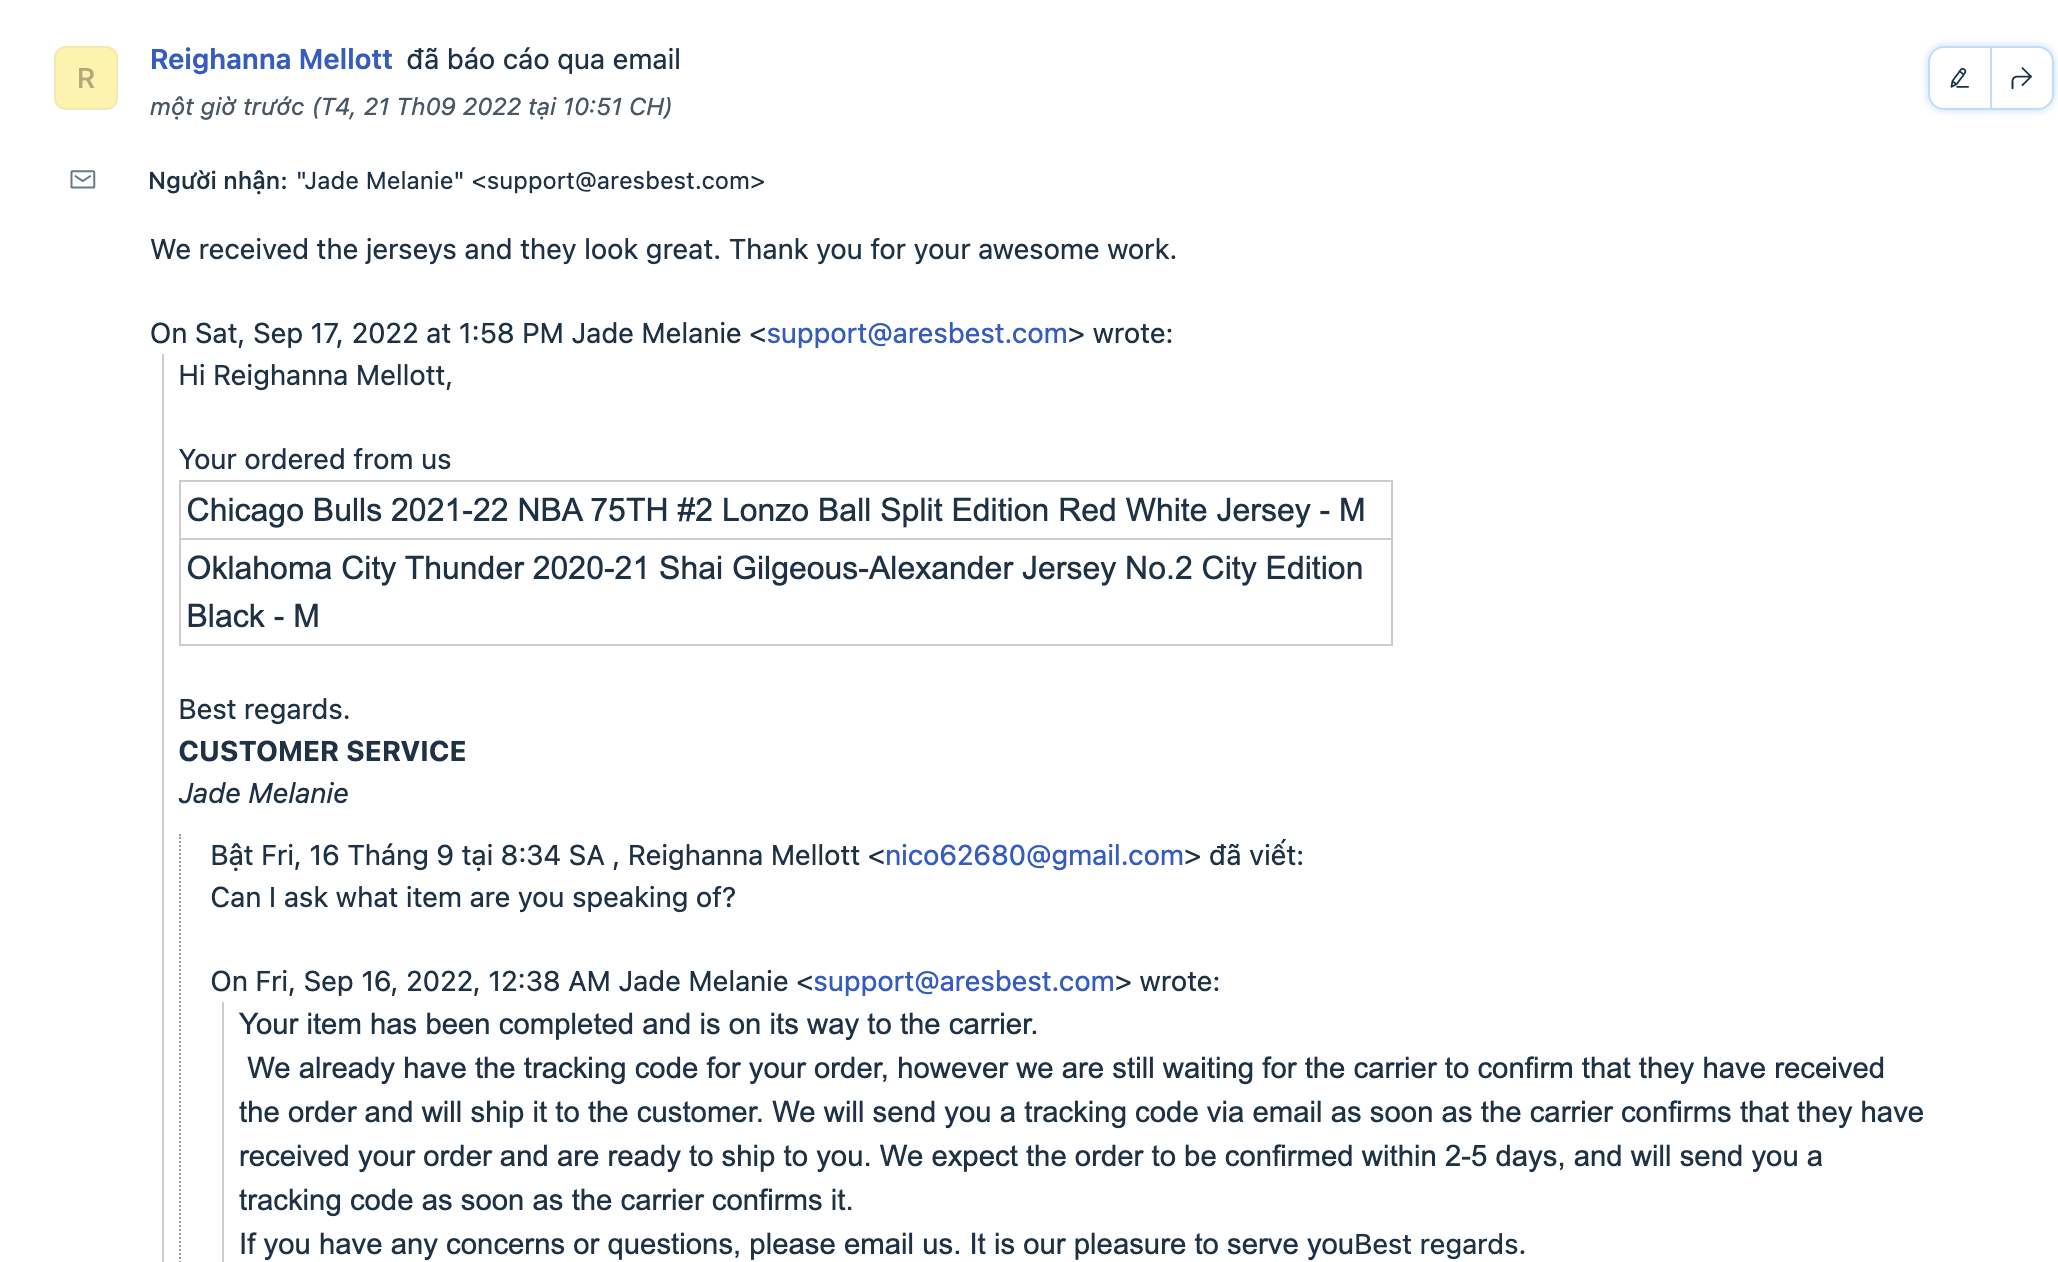 R
Reighanna Mellott đã báo cáo qua email
một giờ trước (T4, 21 Th09 2022 tại 10:51 CH)
Người nhận: "Jade Melanie" <support@aresbest.com>
We received the jerseys and they look great. Thank you for your awesome work.
On Sat, Sep 17, 2022 at 1:58 PM Jade Melanie <support@aresbest.com> wrote:
Hi Reighanna Mellott,
Your ordered from us
Chicago Bulls 2021-22 NBA 75TH #2 Lonzo Ball Split Edition Red White Jersey - M
Oklahoma City Thunder 2020-21 Shai Gilgeous-Alexander Jersey No.2 City Edition
Black - M
Best regards.
CUSTOMER SERVICE
Jade Melanie
Bật Fri, 16 Tháng 9 tại 8:34 SA , Reighanna Mellott <nico62680@gmail.com> đã viết:
Can I ask what item are you speaking of?
On Fri, Sep 16, 2022, 12:38 AM Jade Melanie <support@aresbest.com> wrote:
Your item has been completed and is on its way to the carrier.
We already have the tracking code for your order, however we are still waiting for the carrier to confirm that they have received
the order and will ship it to the customer. We will send you a tracking code via email as soon as the carrier confirms that they have
received your order and are ready to ship to you. We expect the order to be confirmed within 2-5 days, and will send you a
tracking code as soon as the carrier confirms it.
If you have any concerns or questions, please email us. It is our pleasure to serve youBest regards.